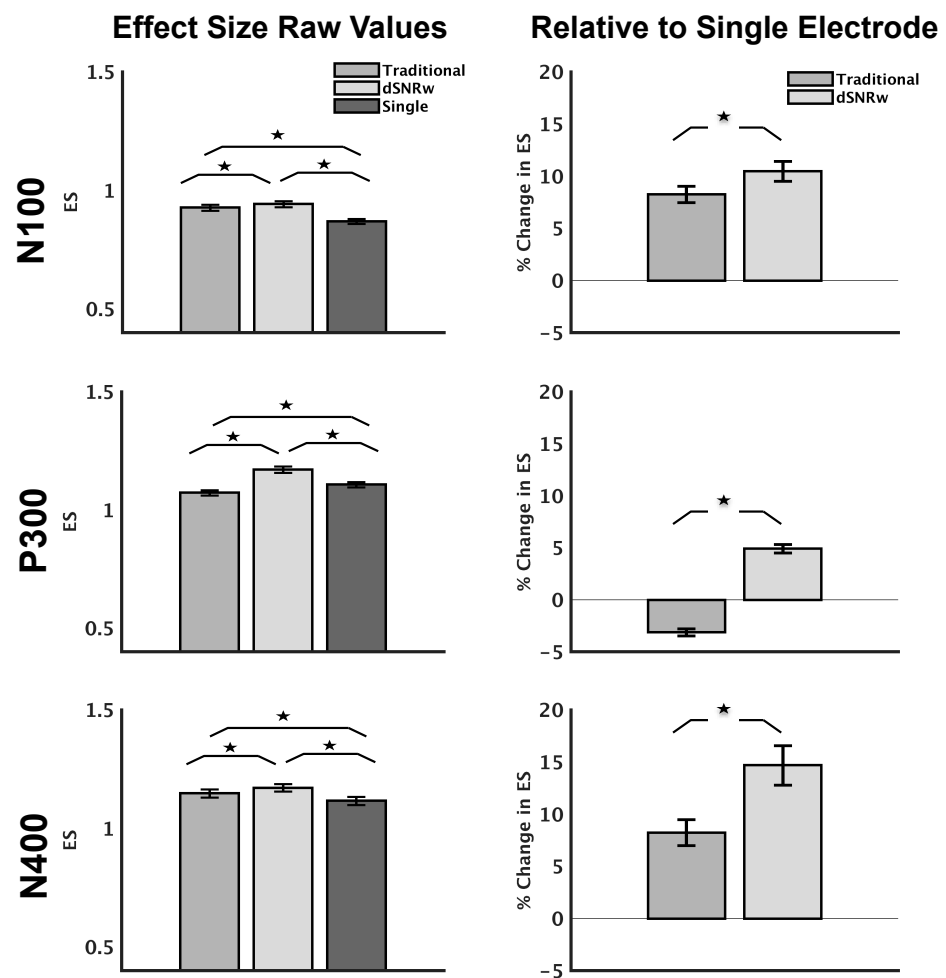 Effect Size Raw Values
Relative to Single Electrode
N100
ES
1.5
1
0.5
Traditional
dSNRw
Single
★
★
★
% Change in ES
20
15
10
5
0
−5
Traditional
dSNRw
★
P300
ES
1.5
1
0.5
★
★
★
% Change in ES
20
15
10
5
0
−5
★
N400
ES
1.5
1
0.5
★
★
★
% Change in ES
20
15
10
5
0
−5
★